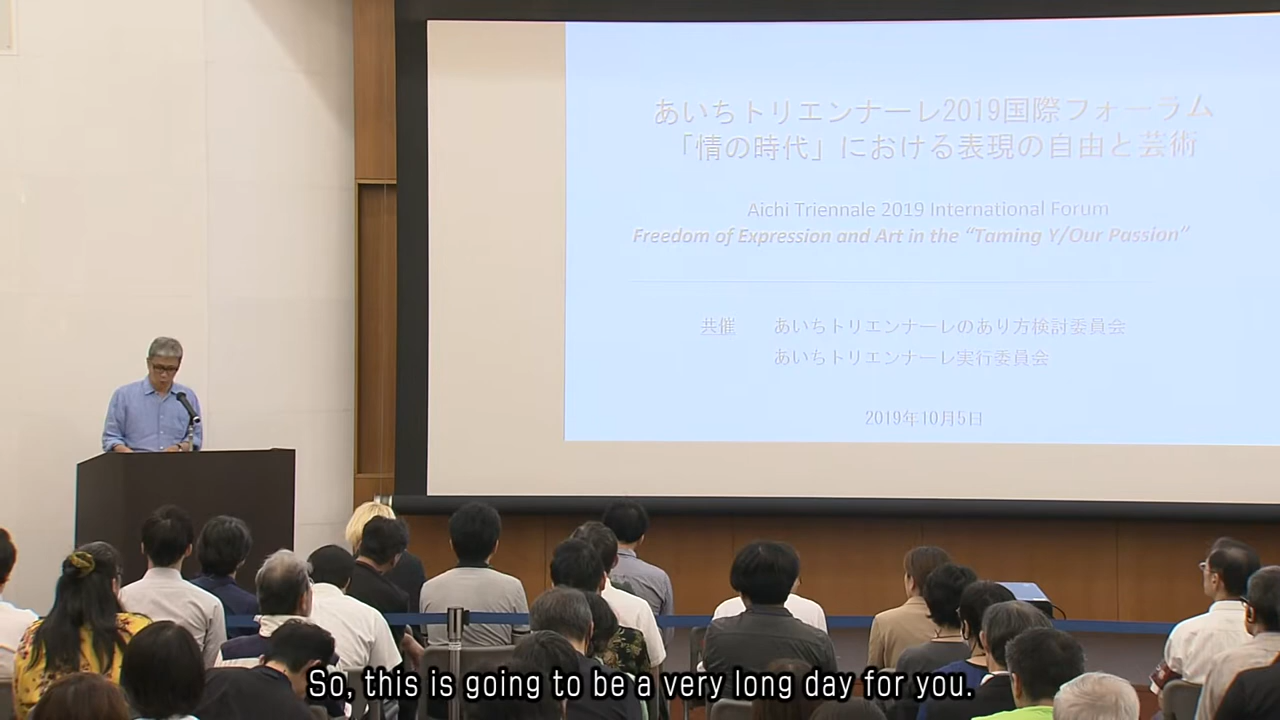 あいちトリエンナーレ2019国際フォーラム
「情の時代」における表現の自由と芸術
Aichi Triennale 2019 International Forum
Freedom of Expression and Art in the “Taming Y/Our Passion”
共催 あいちトリエンナーレのあり方検討委員会
あいちトリエンナーレ実行委員会
2019年10月5日
So, this is going to be a very long day for you.